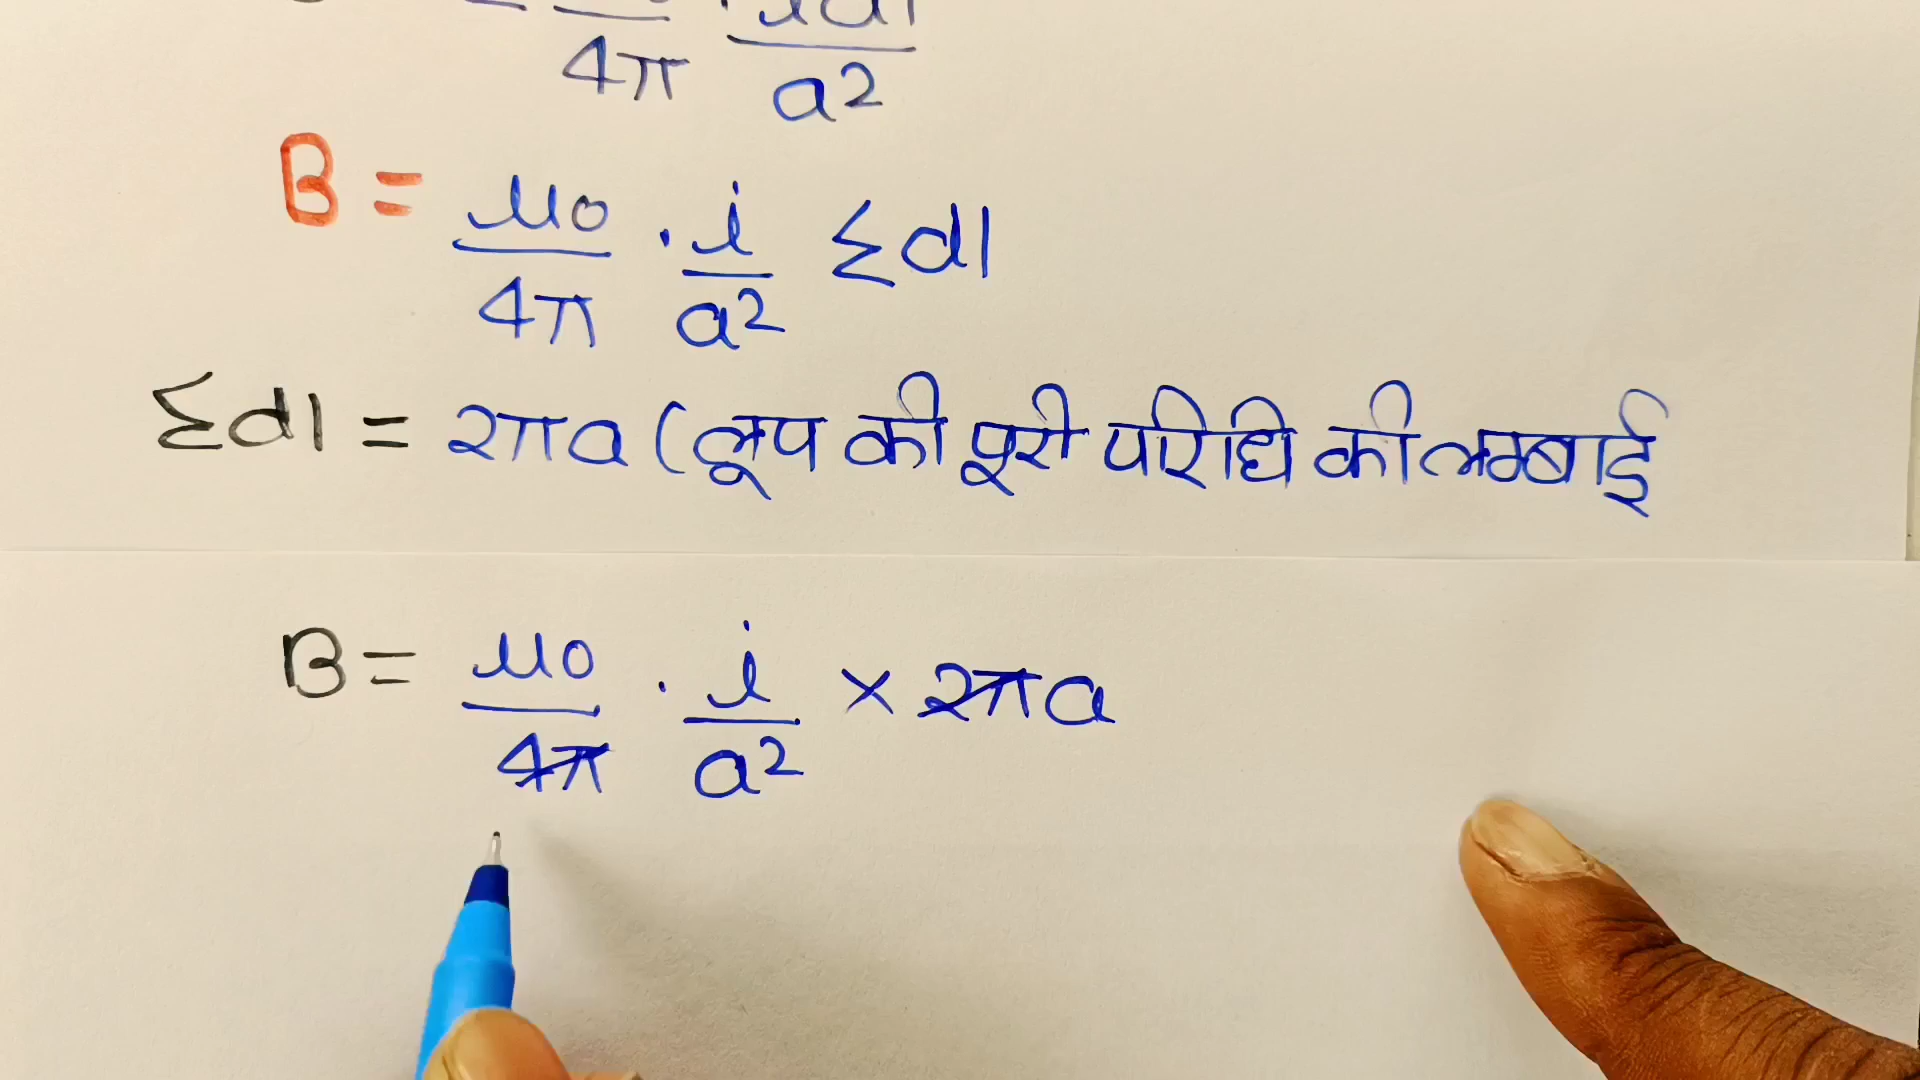 4π a2
B = μ0/4π . i/a2 Σdl
Σdl = 2πa (लूप की पूरी परिधि की लम्बाई
B = μ0/4π . i/a2 × 2πa